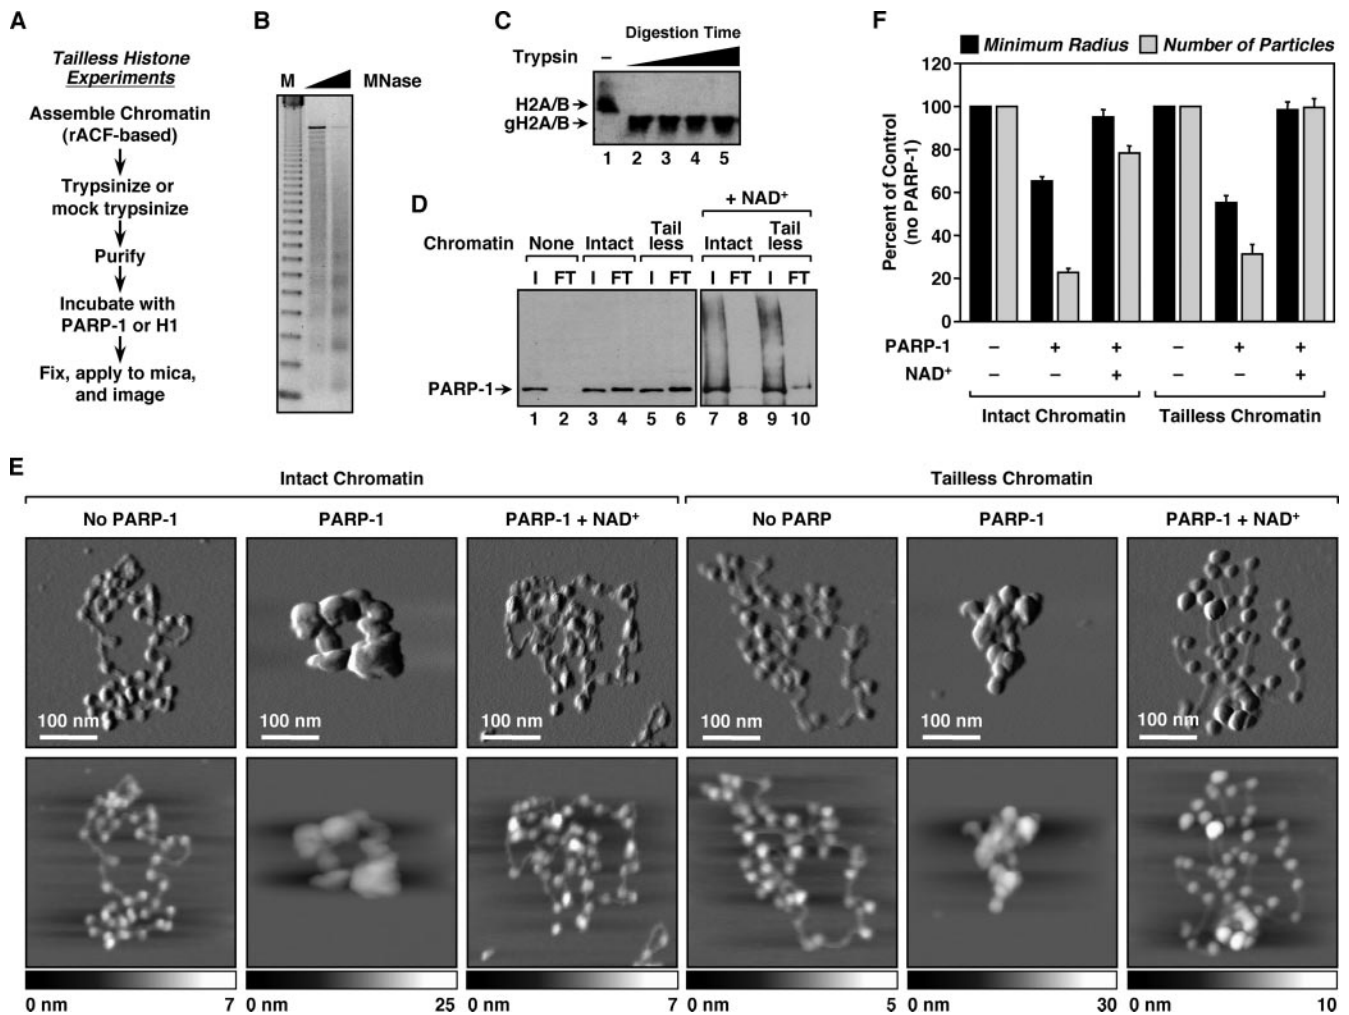 A
Tailless Histone
Experiments
Assemble Chromatin
(rACF-based)
Trypsinize or
mock trypsinize
Purify
Incubate with
PARP-1 or H1
Fix, apply to mica,
and image
B
M
MNase
C
Digestion Time
Trypsin –
H2A/B
gH2A/B
1 2 3 4 5
D
+ NAD+
Chromatin None Intact Tail less Intact Tail less
I FT I FT I FT I FT I FT
PARP-1
1 2 3 4 5 6 7 8 9 10
F
Minimum Radius Number of Particles
Percent of Control
(no PARP-1)
120
100
80
60
40
20
0
PARP-1 – + + – + +
NAD+ – – + – – +
Intact Chromatin Tailless Chromatin
E
Intact Chromatin Tailless Chromatin
No PARP-1 PARP-1 PARP-1 + NAD+ No PARP PARP-1 PARP-1 + NAD+
100 nm 100 nm 100 nm 100 nm 100 nm 100 nm
0 nm 7 0 nm 25 0 nm 7 0 nm 5 0 nm 30 0 nm 10